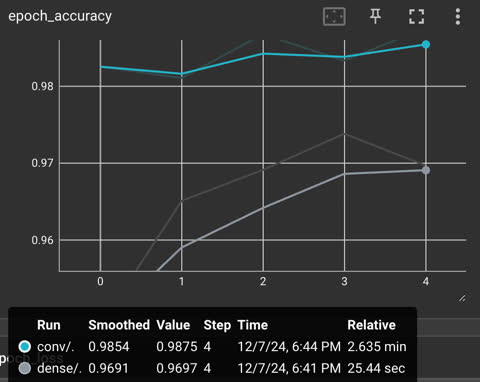 epoch_accuracy
0.98
0.97
0.96
0 1 2 3 4
Run Smoothed Value Step Time Relative
conv/. 0.9854 0.9875 4 12/7/24, 6:44 PM 2.635 min
dense/. 0.9691 0.9697 4 12/7/24, 6:41 PM 25.44 sec